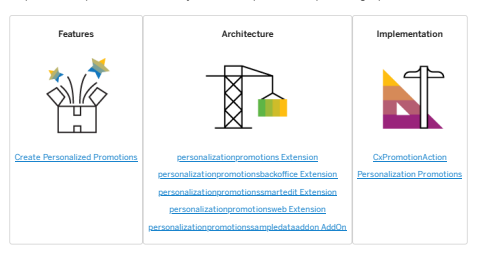 Features
Create Personalized Promotions
Architecture
personalizationpromotions Extension
personalizationpromotionsbackoffice Extension
personalizationpromotionssmartedit Extension
personalizationpromotionsweb Extension
personalizationpromotionssampledataaddon AddOn
Implementation
CxPromotionAction
Personalization Promotions